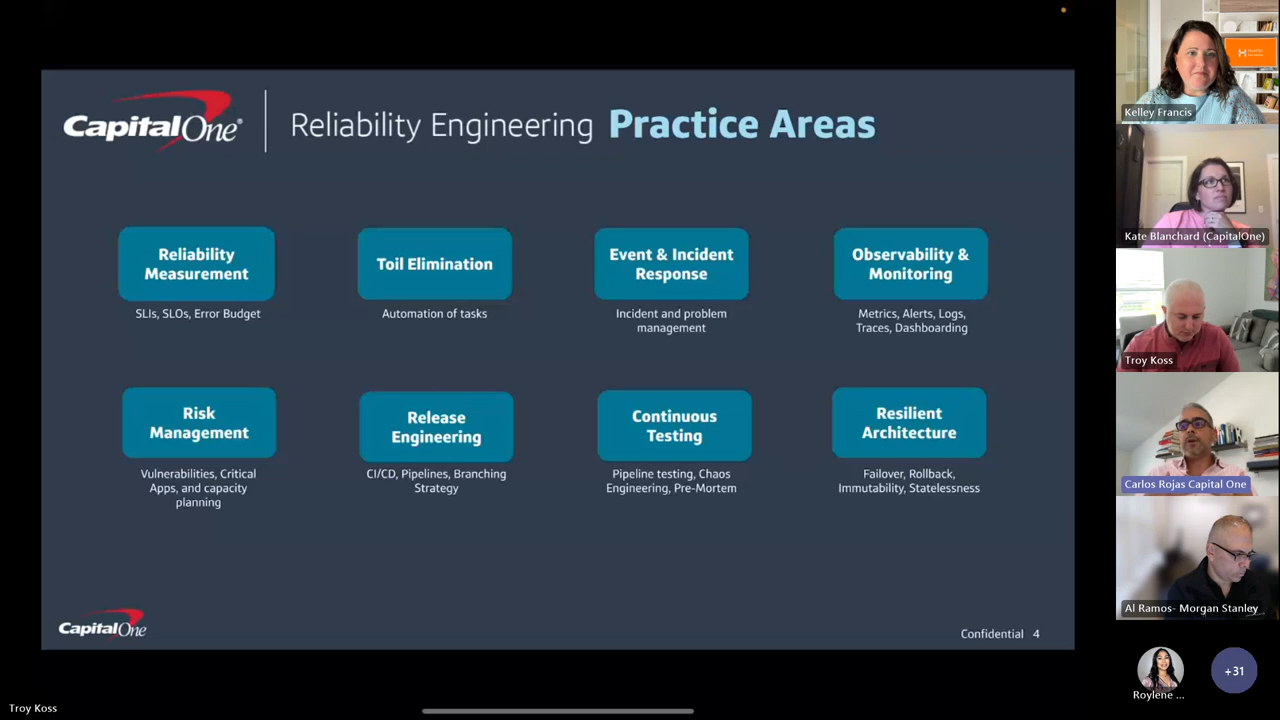 CapitalOne®
Reliability Engineering Practice Areas
Reliability
Measurement
SLIs, SLOs, Error Budget
Toil Elimination
Automation of tasks
Event & Incident
Response
Incident and problem
management
Observability &
Monitoring
Metrics, Alerts, Logs,
Traces, Dashboarding
Risk
Management
Vulnerabilities, Critical
Apps, and capacity
planning
Release
Engineering
CI/CD, Pipelines, Branching
Strategy
Continuous
Testing
Pipeline testing, Chaos
Engineering, Pre-Mortem
Resilient
Architecture
Failover, Rollback,
Immutability, Statelessness
CapitalOne
Confidential 4
Troy Koss
Kelley Francis
Kate Blanchard (CapitalOne)
Troy Koss
Carlos Rojas Capital One
Al Ramos- Morgan Stanley
Roylene ...
+31